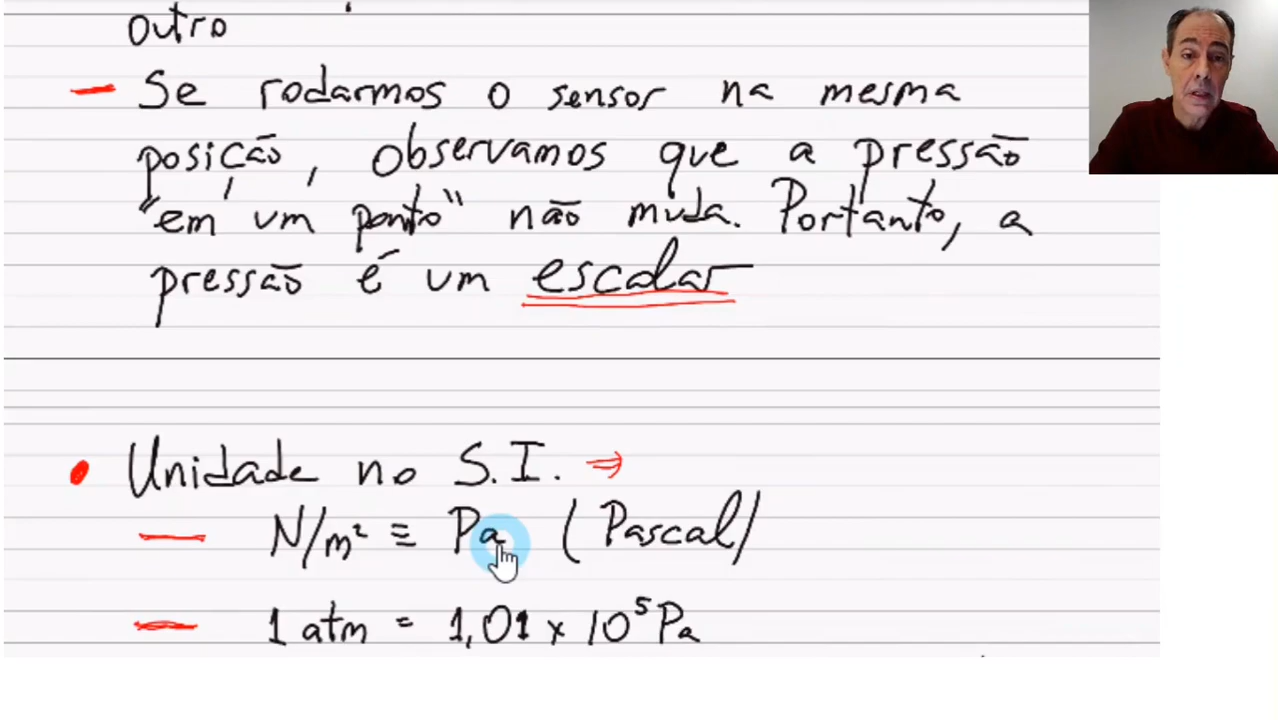 outro
— Se rodarmos o sensor na mesma
posição, observamos que a pressão
"em um ponto" não muda. Portanto, a
pressão é um escalar
• Unidade no S.I. ⇒
— N/m² ≡ Pa (Pascal)
— 1 atm = 1,01 × 10⁵ Pa